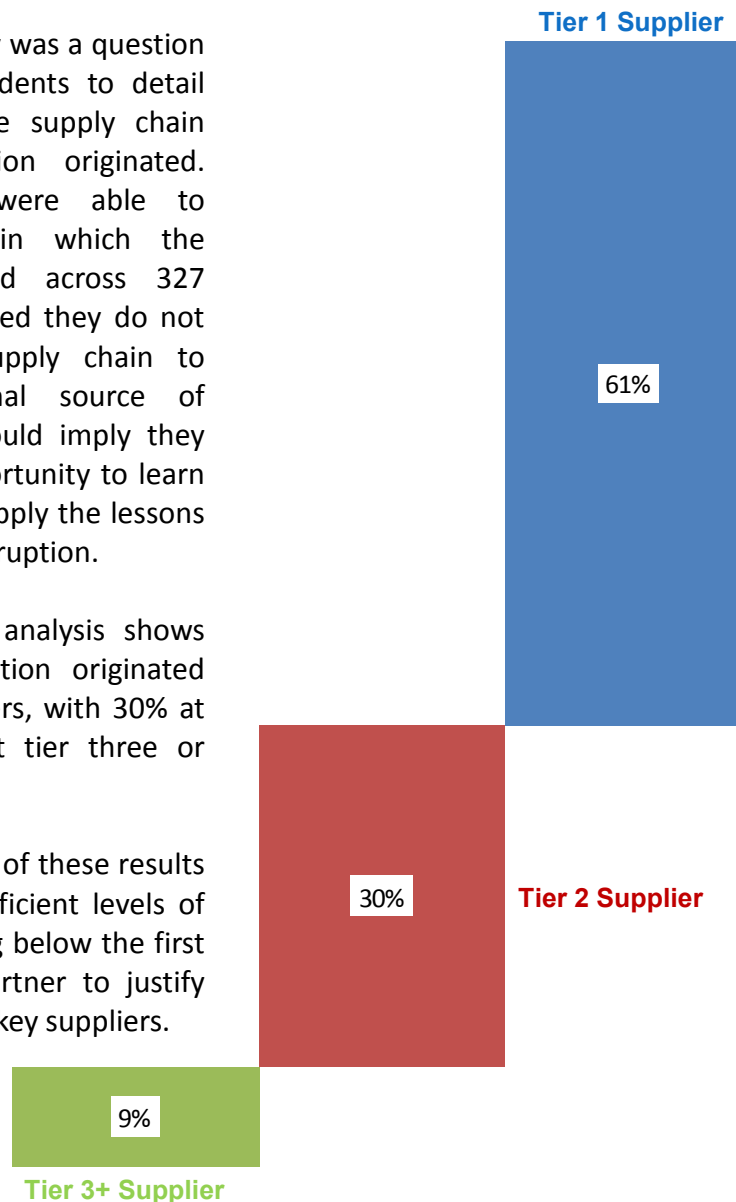 Tier 1 Supplier
was a question
dents to detail
e supply chain
ion originated.
were able to
in which the
d across 327
ed they do not
upply chain to
nal source of
ould imply they
rtunity to learn
pply the lessons
ruption.
61%
analysis shows
tion originated
rs, with 30% at
t tier three or
of these results
ficient levels of
g below the first
rtner to justify
key suppliers.
30%
Tier 2 Supplier
9%
Tier 3+ Supplier